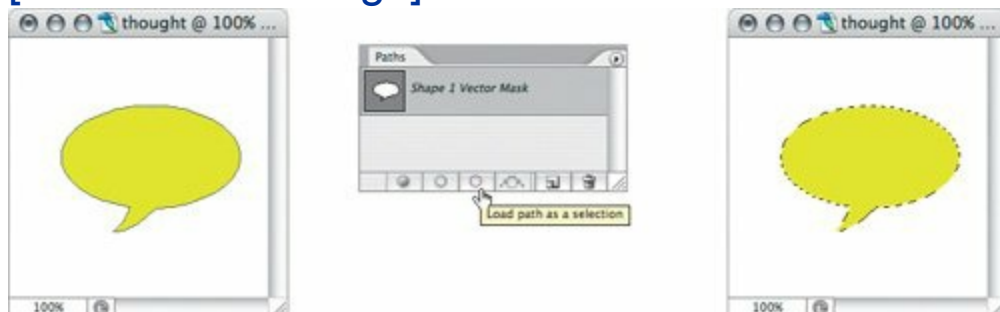 thought @ 100% ...
100%
Paths
Shape 1 Vector Mask
Load path as a selection
thought @ 100% ...
100%